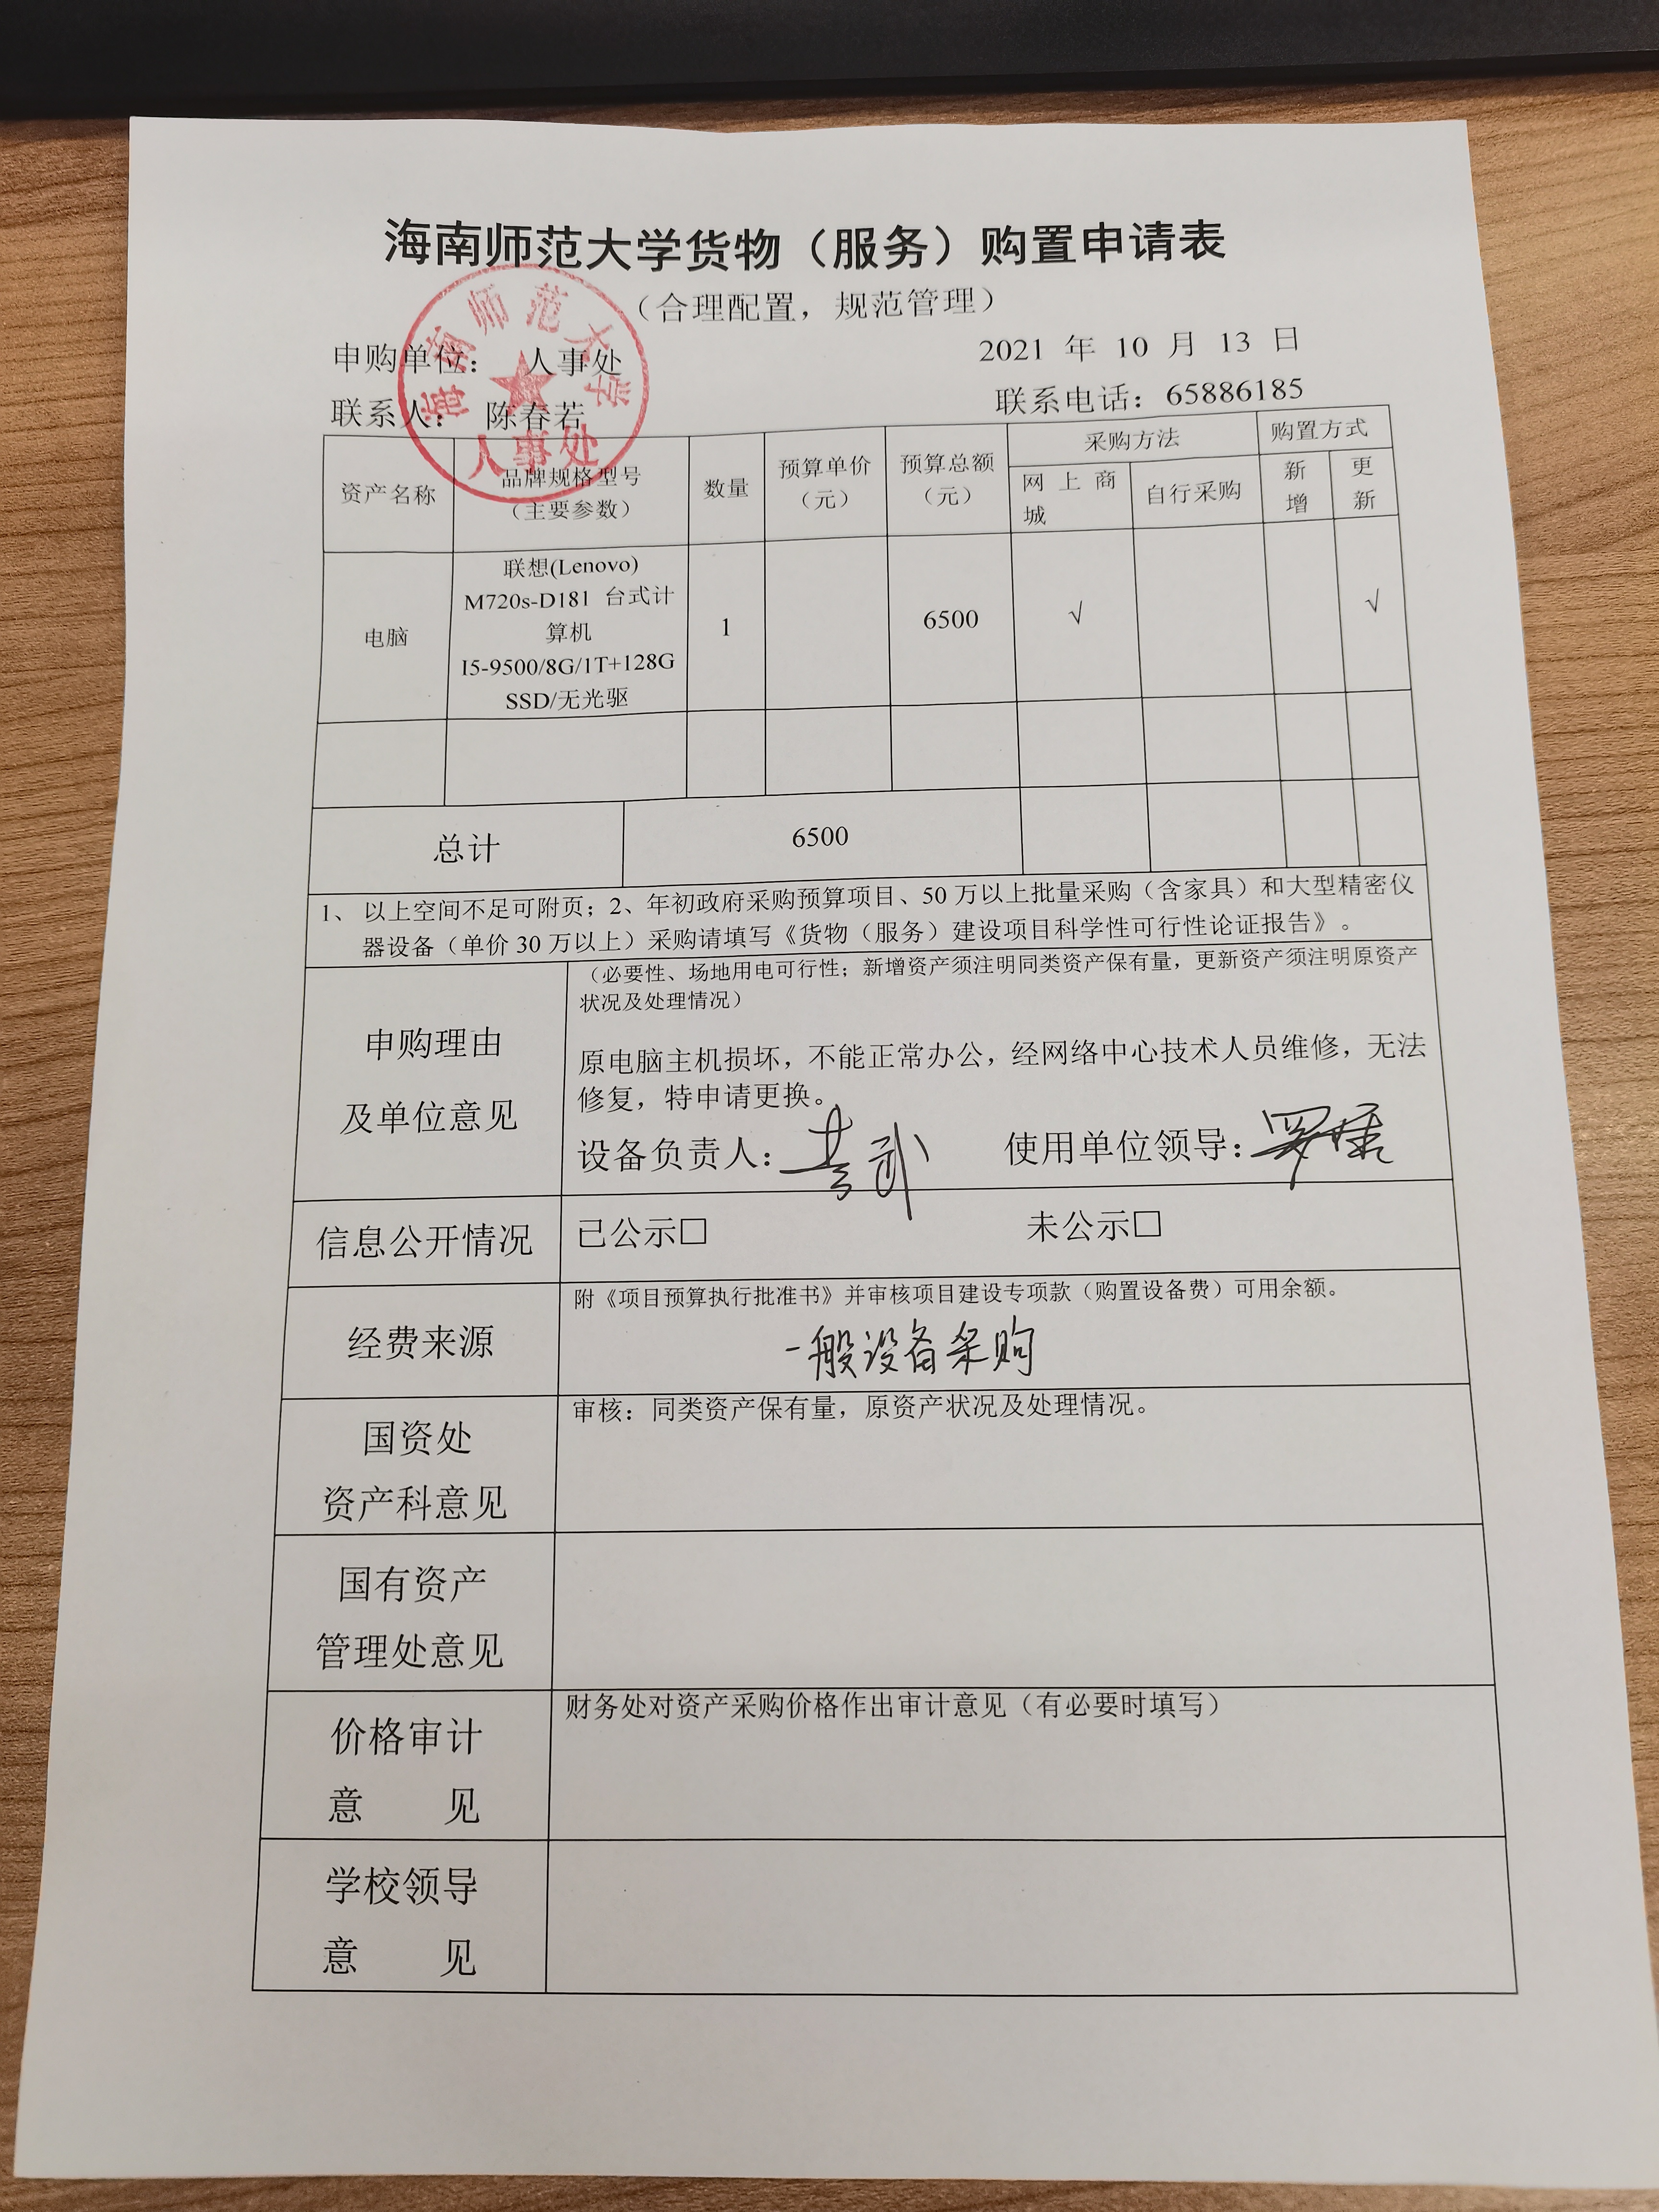 海南师范大学货物（服务）购置申请表
（合理配置，规范管理）
申购单位： 人事处
2021 年 10 月 13 日
联系人： 陈春若
联系电话：65886185
海南师范大学
人事处
资产名称
品牌规格型号
（主要参数）
数量
预算单价
（元）
预算总额
（元）
采购方法
网上商
城
自行采购
购置方式
新
增
更
新
电脑
联想(Lenovo)
M720s-D181 台式计
算机
I5-9500/8G/1T+128G
SSD/无光驱
1
6500
√
√
总计
6500
1、 以上空间不足可附页；2、年初政府采购预算项目、50 万以上批量采购（含家具）和大型精密仪
器设备（单价 30 万以上）采购请填写《货物（服务）建设项目科学性可行性论证报告》。
申购理由
及单位意见
（必要性、场地用电可行性；新增资产须注明同类资产保有量，更新资产须注明原资产
状况及处理情况）
原电脑主机损坏，不能正常办公，经网络中心技术人员维修，无法
修复，特申请更换。
设备负责人：
使用单位领导：
信息公开情况
已公示□
未公示□
经费来源
附《项目预算执行批准书》并审核项目建设专项款（购置设备费）可用余额。
一般设备采购
国资处
资产科意见
审核：同类资产保有量，原资产状况及处理情况。
国有资产
管理处意见
价格审计
意 见
财务处对资产采购价格作出审计意见（有必要时填写）
学校领导
意 见